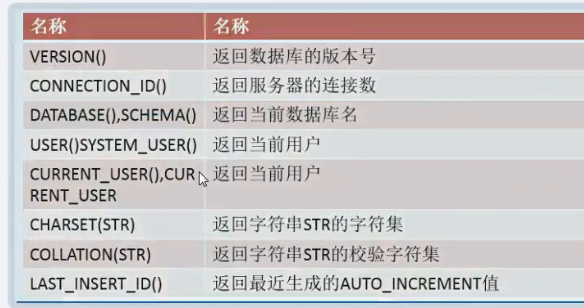 名称 名称
VERSION() 返回数据库的版本号
CONNECTION_ID() 返回服务器的连接数
DATABASE(),SCHEMA() 返回当前数据库名
USER()SYSTEM_USER() 返回当前用户
CURRENT_USER(),CUR 返回当前用户
RENT_USER
CHARSET(STR) 返回字符串STR的字符集
COLLATION(STR) 返回字符串STR的校验字符集
LAST_INSERT_ID() 返回最近生成的AUTO_INCREMENT值